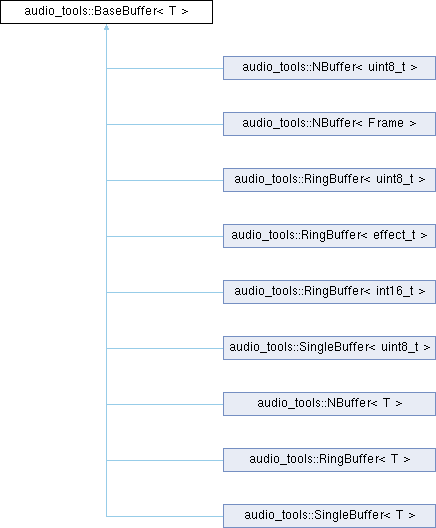 audio_tools::BaseBuffer< T >
audio_tools::NBuffer< uint8_t >
audio_tools::NBuffer< Frame >
audio_tools::RingBuffer< uint8_t >
audio_tools::RingBuffer< effect_t >
audio_tools::RingBuffer< int16_t >
audio_tools::SingleBuffer< uint8_t >
audio_tools::NBuffer< T >
audio_tools::RingBuffer< T >
audio_tools::SingleBuffer< T >